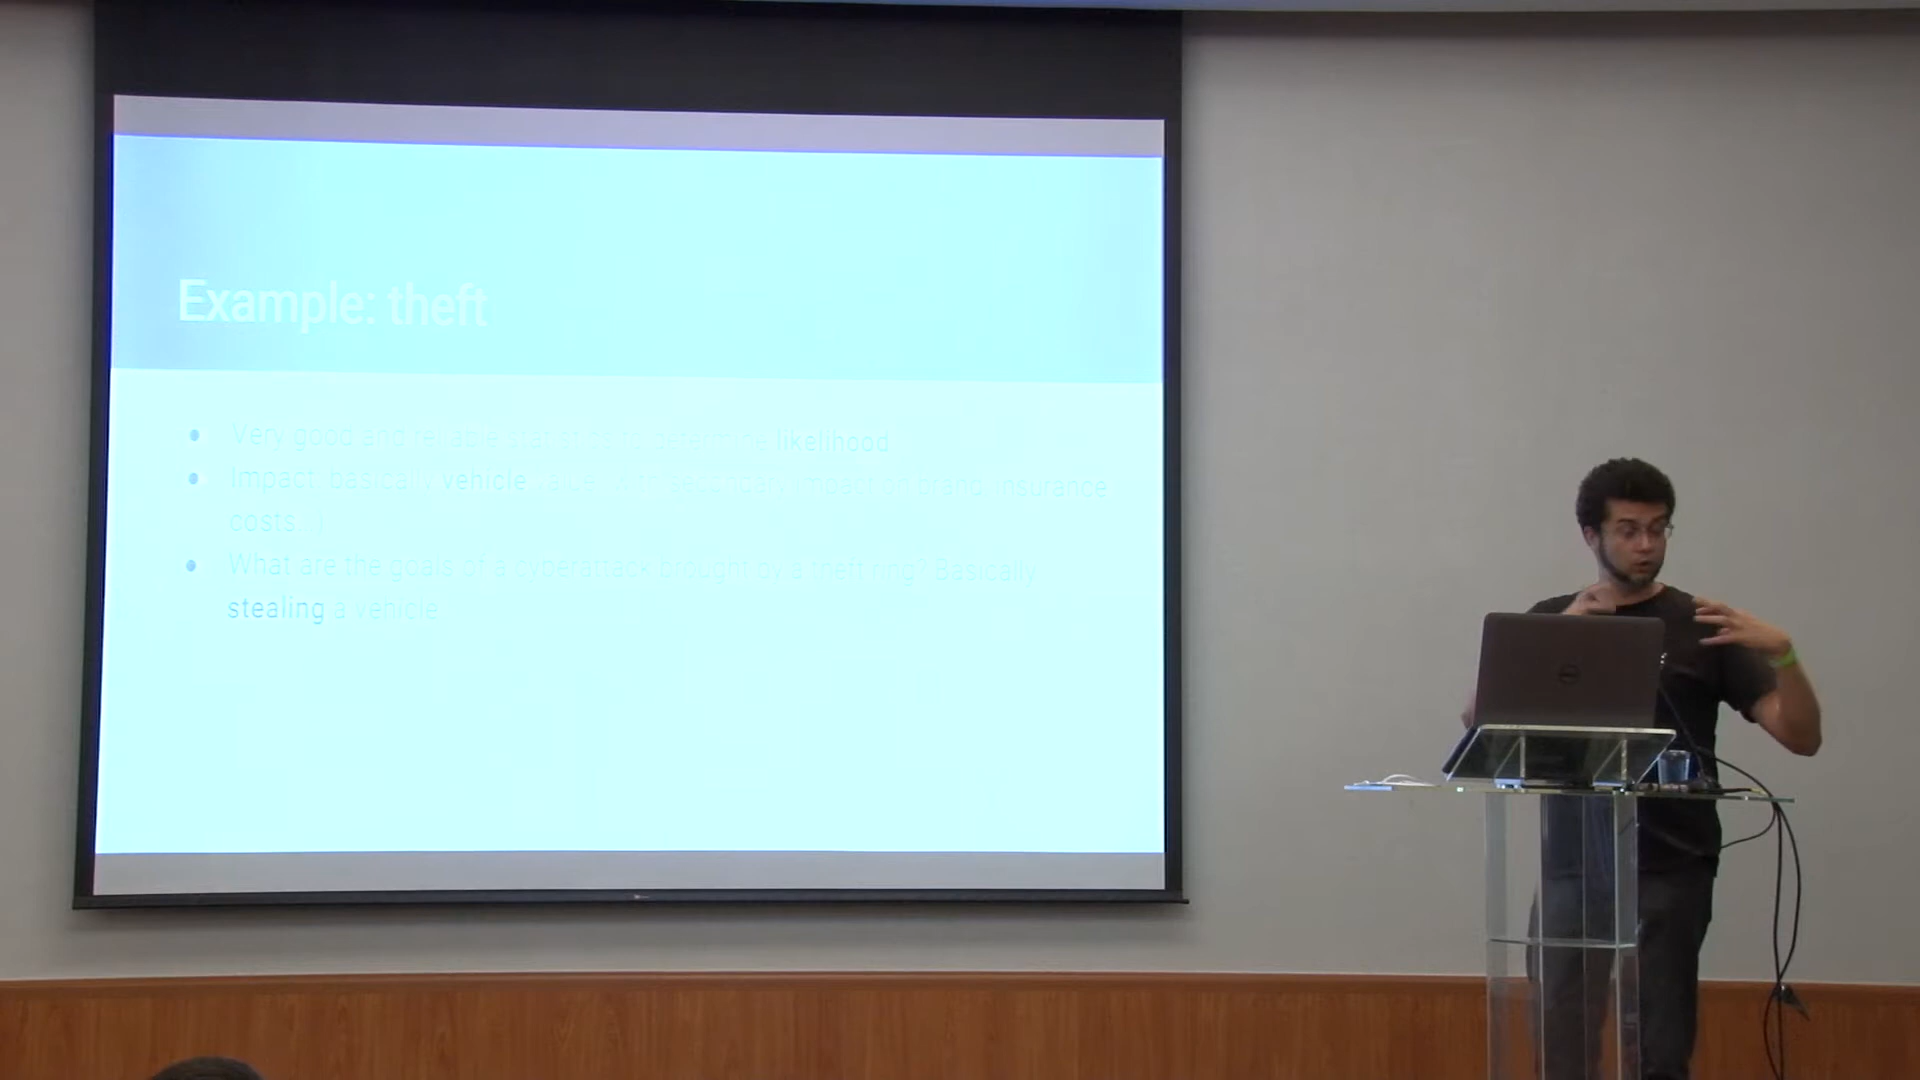 Example: theft
Very good and reliable statistics to determine likelihood
Impact: basically vehicle value. (With secondary impact on brand, insurance
costs...)
What are the goals of a cyberattack brought by a theft ring? Basically
stealing a vehicle